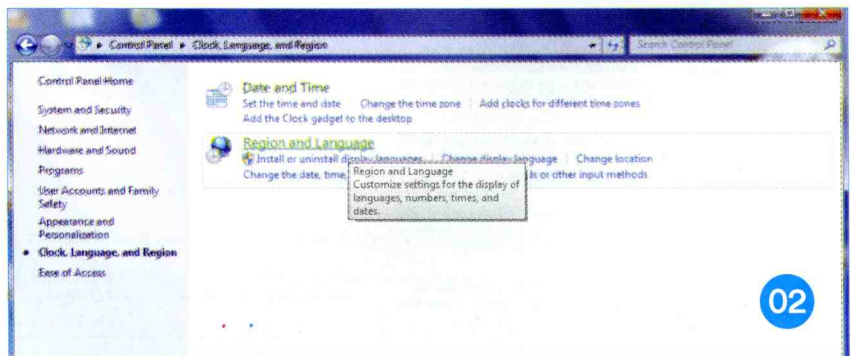 Control Panel ▸ Clock, Language, and Region
Search Control Panel
Control Panel Home
System and Security
Network and Internet
Hardware and Sound
Programs
User Accounts and Family
Safety
Appearance and
Personalization
Clock, Language, and Region
Ease of Access
Date and Time
Set the time and date
Change the time zone
Add clocks for different time zones
Add the Clock gadget to the desktop
Region and Language
Install or uninstall display languages
Change display language
Change location
Change the date, time,
or other input methods
Region and Language
Customize settings for the display of
languages, numbers, times, and
dates.
02